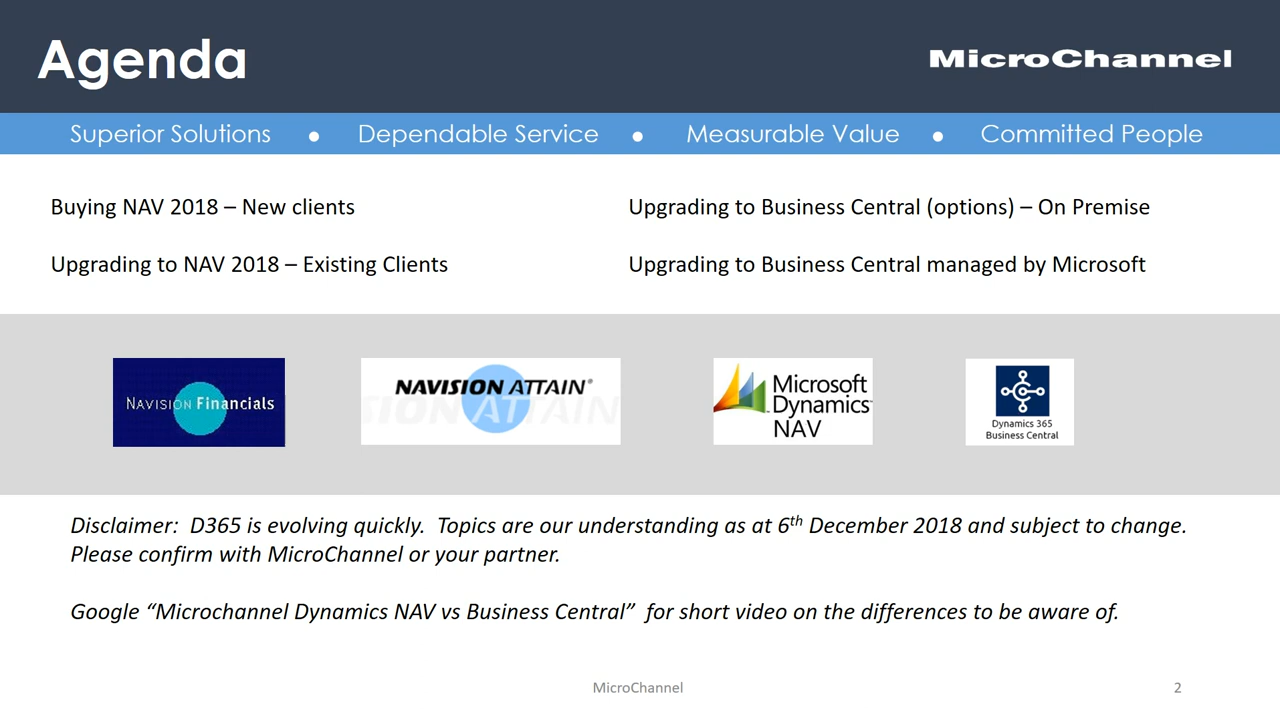 Agenda
MicroChannel
Superior Solutions • Dependable Service • Measurable Value • Committed People
Buying NAV 2018 – New clients
Upgrading to Business Central (options) – On Premise
Upgrading to NAV 2018 – Existing Clients
Upgrading to Business Central managed by Microsoft
NAVISION Financials
NAVISION ATTAIN®
SION ATTAIN
Microsoft
Dynamics™
NAV
Dynamics 365
Business Central
Disclaimer:  D365 is evolving quickly.  Topics are our understanding as at 6th December 2018 and subject to change.
Please confirm with MicroChannel or your partner.
Google “Microchannel Dynamics NAV vs Business Central”  for short video on the differences to be aware of.
MicroChannel
2